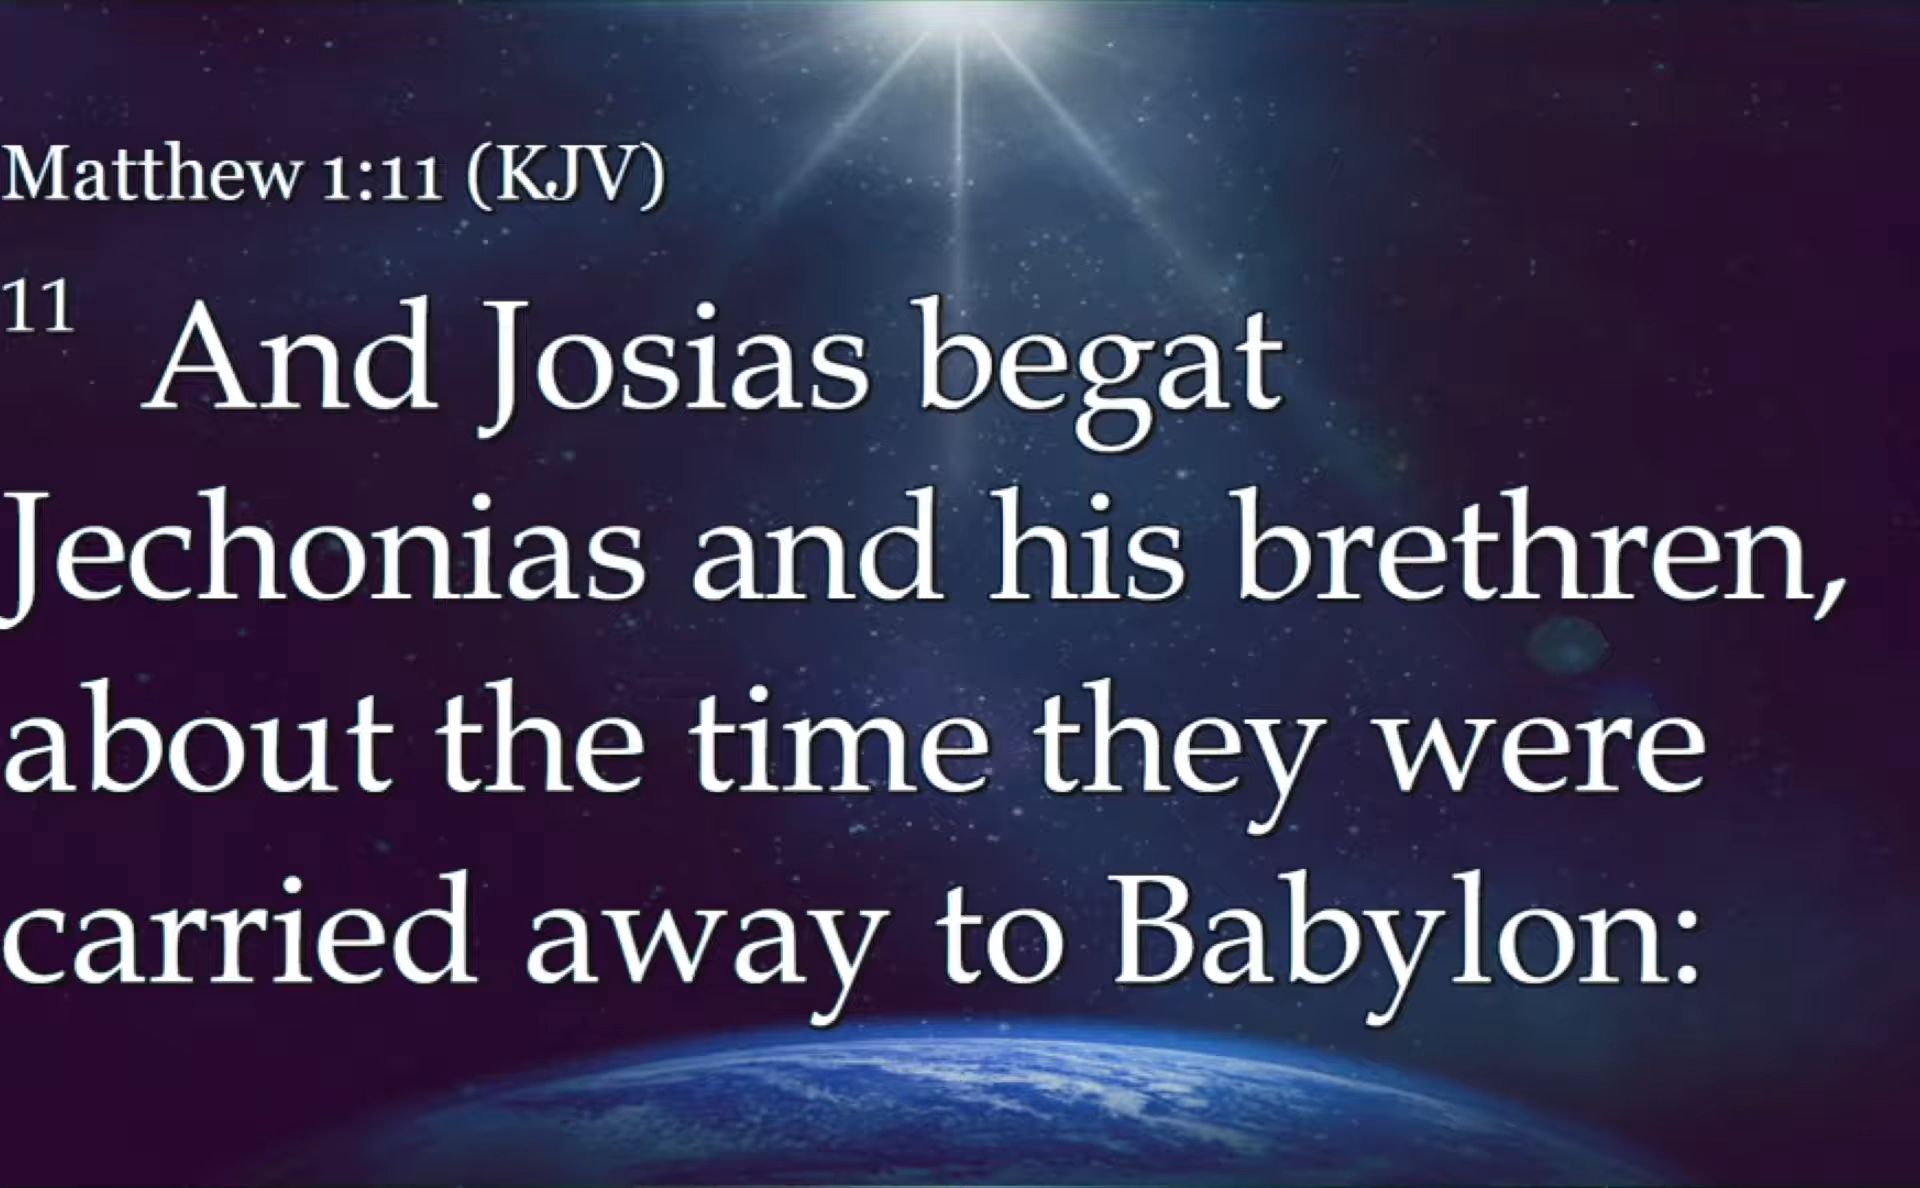 Matthew 1:11 (KJV)
11 And Josias begat
Jechonias and his brethren,
about the time they were
carried away to Babylon: